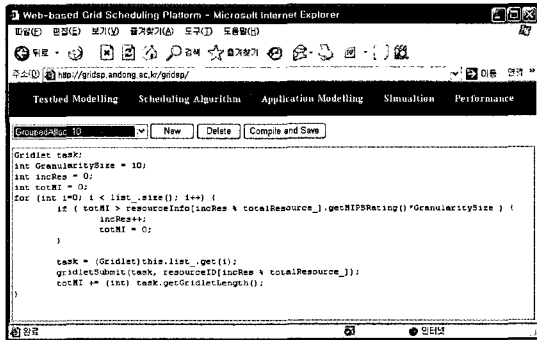 Web-based Grid Scheduling Platform - Microsoft Internet Explorer
파일(F) 편집(E) 보기(V) 즐겨찾기(A) 도구(T) 도움말(H)
뒤로 검색 즐겨찾기
주소(D) http://gridsp.andong.ac.kr/gridsp/ 이동 연결 »
Testbed Modelling Scheduling Algorithm Application Modelling Simualtion Performance
GroupedAlloc_10 New Delete Compile and Save
Gridlet task;
int GranularitySize = 10;
int incRes = 0;
int totMI = 0;
for (int i=0; i < list_.size(); i++) {
if ( totMI > resourceInfo[incRes % totalResource_].getMIPSRating()*GranularitySize ) {
incRes++;
totMI = 0;
}
task = (Gridlet)this.list_.get(i);
gridletSubmit(task, resourceID[incRes % totalResource_]);
totMI += (int) task.getGridletLength();
}
완료 인터넷